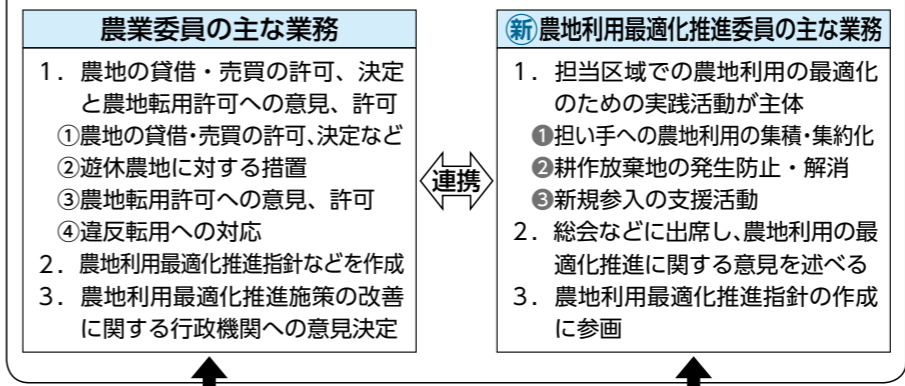 農業委員の主な業務
1．農地の貸借・売買の許可、決定
と農地転用許可への意見、許可
①農地の貸借・売買の許可、決定など
②遊休農地に対する措置
③農地転用許可への意見、許可
④違反転用への対応
2．農地利用最適化推進指針などを作成
3．農地利用最適化推進施策の改善
に関する行政機関への意見決定
連携
新農地利用最適化推進委員の主な業務
1．担当区域での農地利用の最適化
のための実践活動が主体
❶担い手への農地利用の集積・集約化
❷耕作放棄地の発生防止・解消
❸新規参入の支援活動
2．総会などに出席し、農地利用の最
適化推進に関する意見を述べる
3．農地利用最適化推進指針の作成
に参画